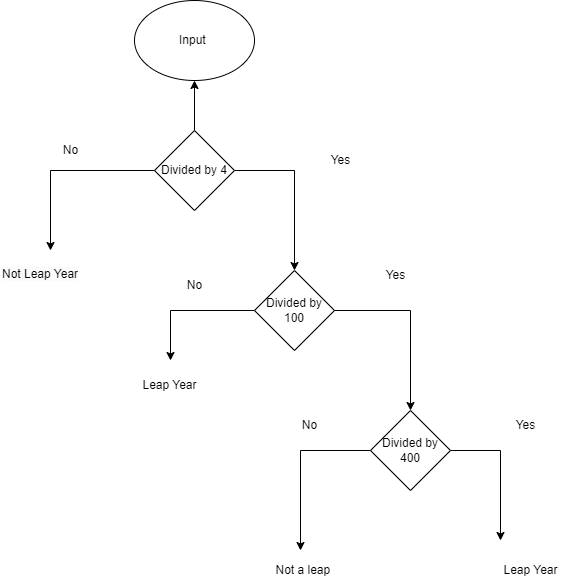 Input
No
Yes
Divided by 4
Not Leap Year
No
Yes
Divided by
100
Leap Year
No
Yes
Divided by
400
Not a leap
Leap Year